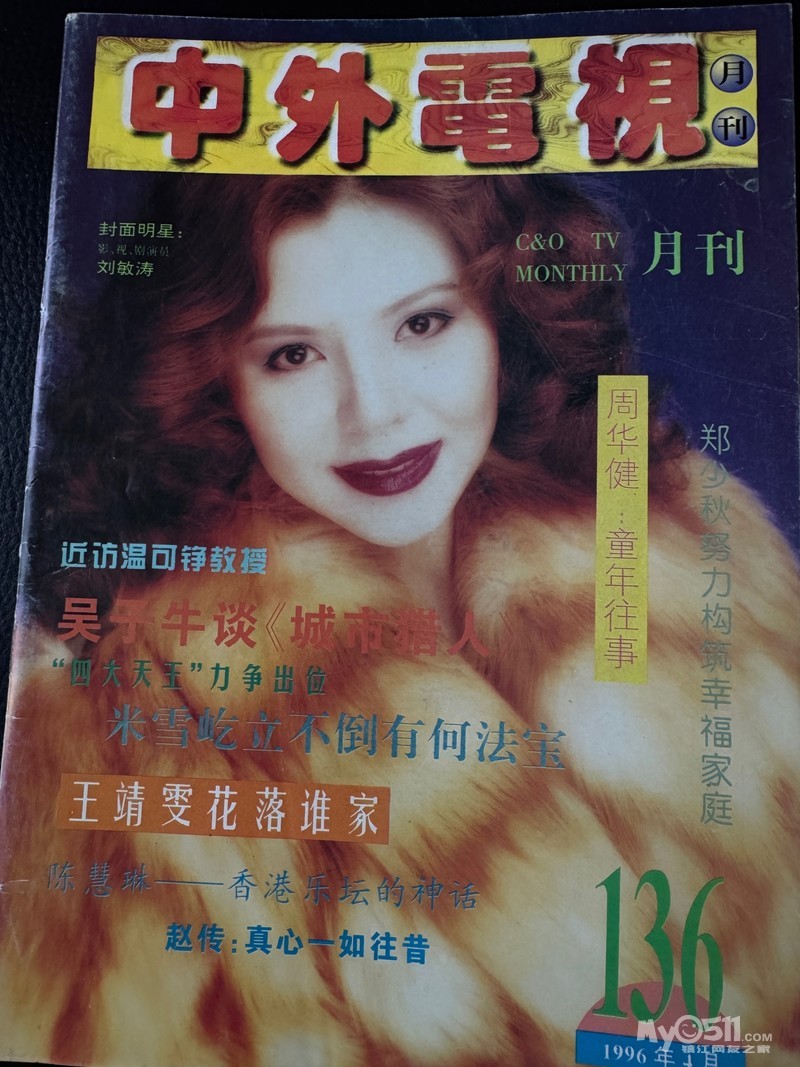 中外電視
月刊
封面明星：
影、视、剧演员
刘敏涛
C&O TV
MONTHLY
月刊
周华健：童年往事
郑少秋努力构筑幸福家庭
近访温可铮教授
吴子牛谈《城市猎人》
“四大天王”力争出位
米雪屹立不倒有何法宝
王靖雯花落谁家
陈慧琳——香港乐坛的神话
赵传：真心一如往昔
136
1996年1月
My0511.COM
镇江网友之家